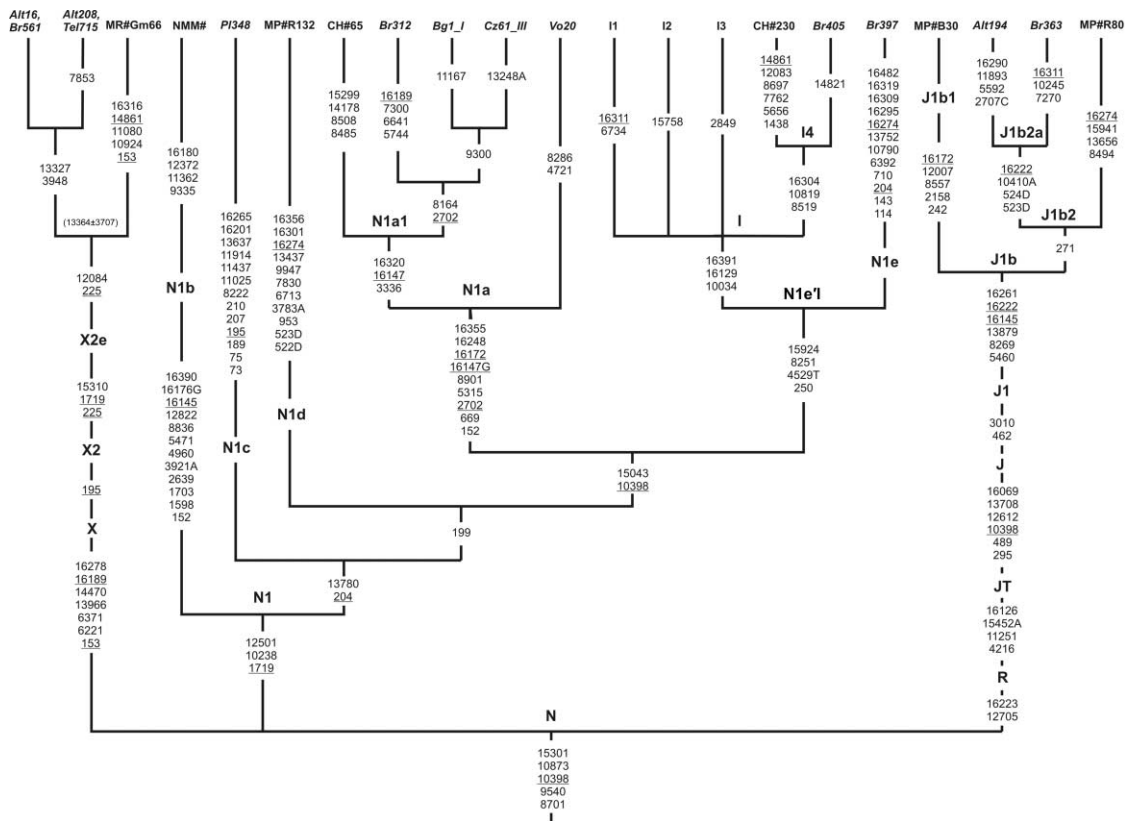 Alt16,
Br561
Alt208,
Tel715
MR#Gm66
NMM#
Pl348
MP#R132
CH#65
Br312
Bg1_I
Cz61_III
Vo20
I1
I2
I3
CH#230
Br405
Br397
MP#B30
Alt194
Br363
MP#R80
7853
13327
3948
16316
14861
11080
10924
153
(13364±3707)
12084
225
X2e
15310
1719
225
X2
195
X
16278
16189
14470
13966
6371
6221
153
16180
12372
11362
9335
N1b
16390
16176G
16145
12822
8836
5471
4960
3921A
2639
1703
1598
152
16265
16201
13637
11914
11437
11025
8222
210
207
195
189
75
73
N1c
16356
16301
16274
13437
9947
7830
6713
3783A
953
523D
522D
N1d
15299
14178
8508
8485
16189
7300
6641
5744
11167
13248A
9300
8164
2702
N1a1
16320
16147
3336
8286
4721
N1a
16355
16248
16172
16147G
8901
5315
2702
669
152
16311
6734
15758
2849
14861
12083
8697
7762
5656
1438
14821
I4
16304
10819
8519
I
16391
16129
10034
16482
16319
16309
16295
16274
13752
10790
6392
710
204
143
114
N1e
N1e'I
15924
8251
4529T
250
15043
10398
199
13780
204
N1
12501
10238
1719
J1b1
16172
12007
8557
2158
242
16290
11893
5592
2707C
16311
10245
7270
J1b2a
16222
10410A
524D
523D
16274
15941
13656
8494
J1b2
271
J1b
16261
16222
16145
13879
8269
5460
J1
3010
462
J
16069
13708
12612
10398
489
295
JT
16126
15452A
11251
4216
R
16223
12705
N
15301
10873
10398
9540
8701